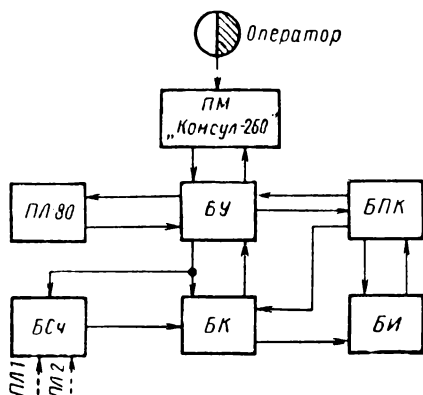 Оператор
ПМ
„Консул-260"
ПЛ-80
БУ
БПК
БСч
БК
БИ
ПЛ1
ПЛ2